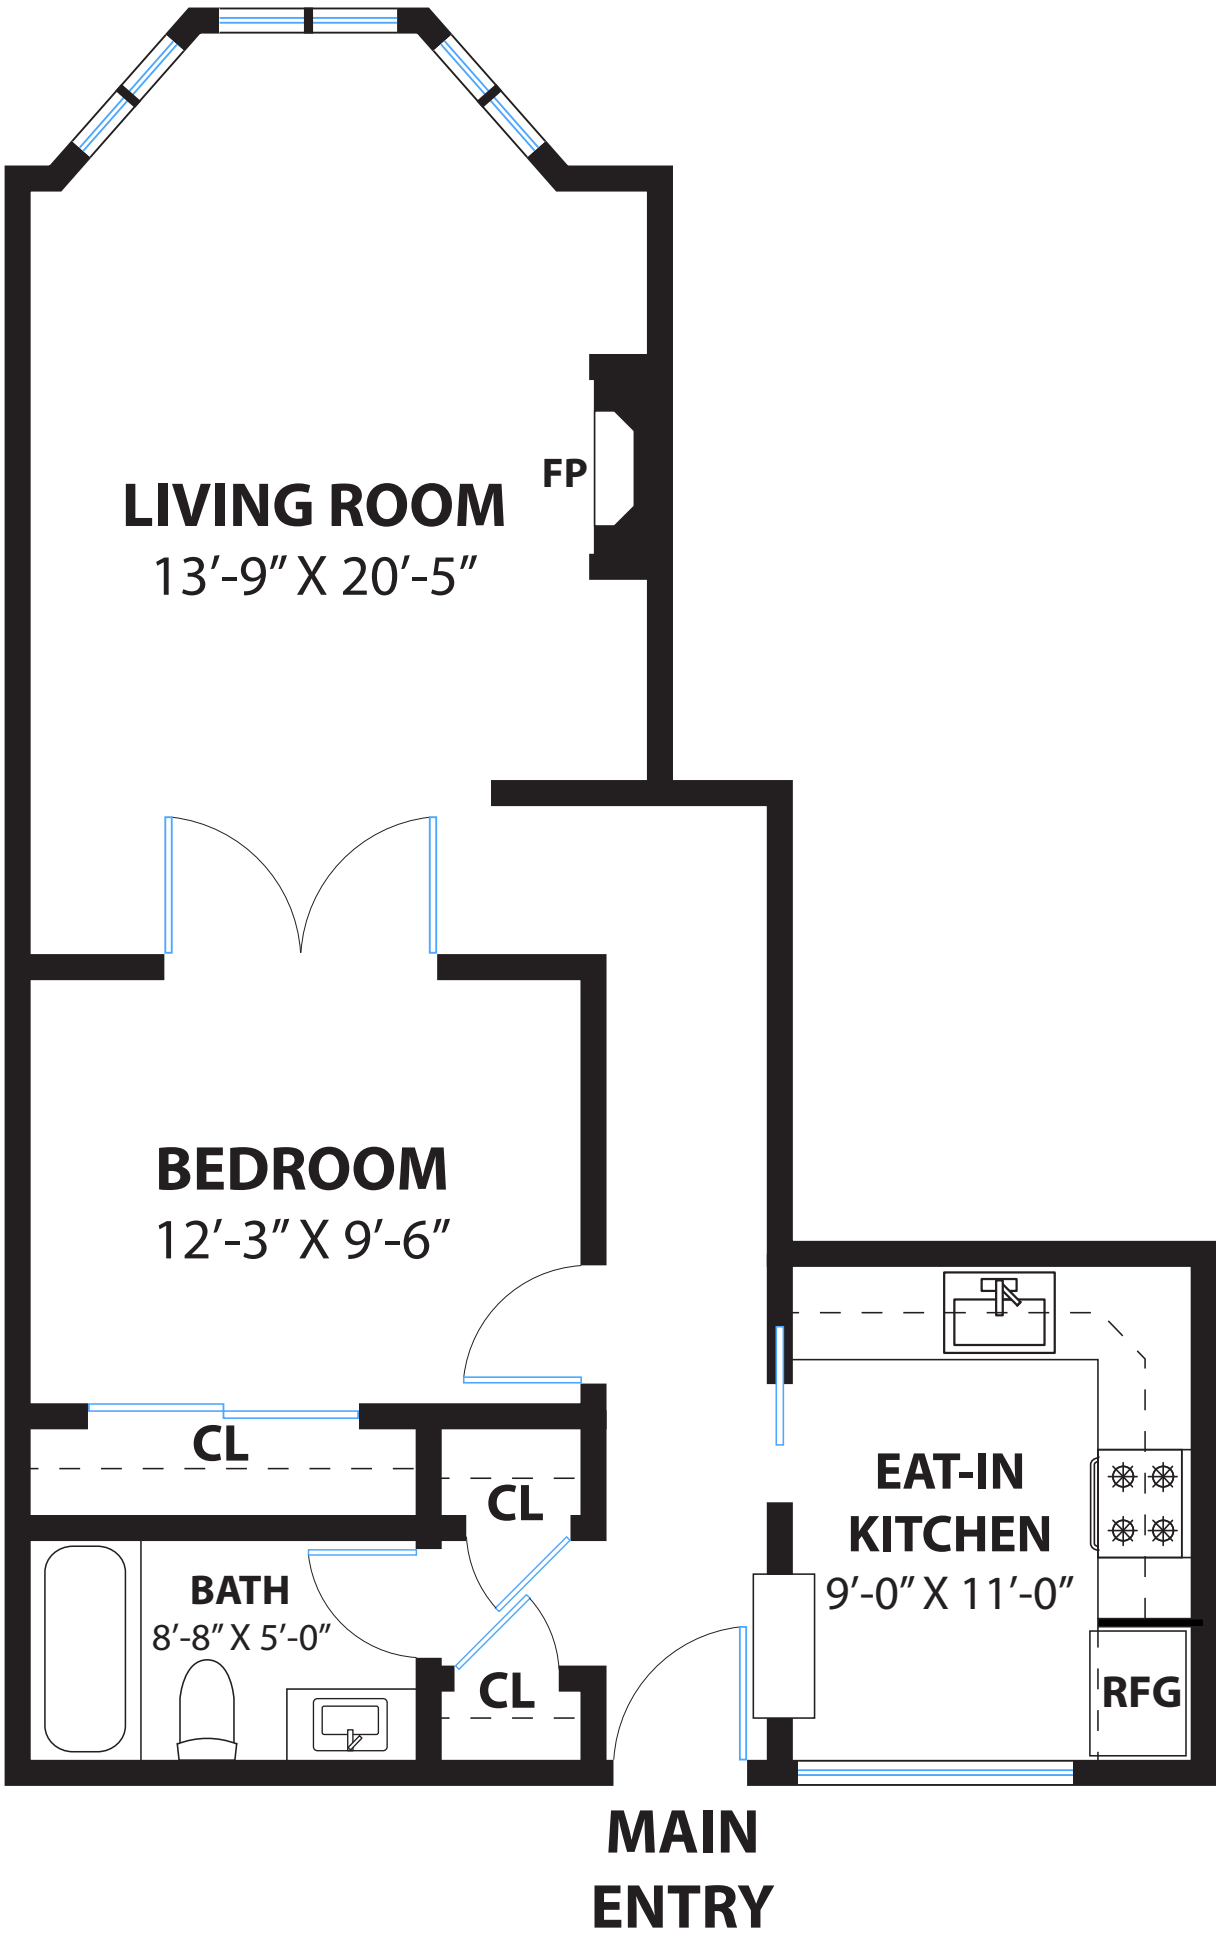 FP
LIVING ROOM
13’-9” X 20’-5”
BEDROOM
12’-3” X 9’-6”
CL
CL
EAT-IN
KITCHEN
9’-0” X 11’-0”
BATH
8’-8” X 5’-0”
CL
RFG
MAIN
ENTRY